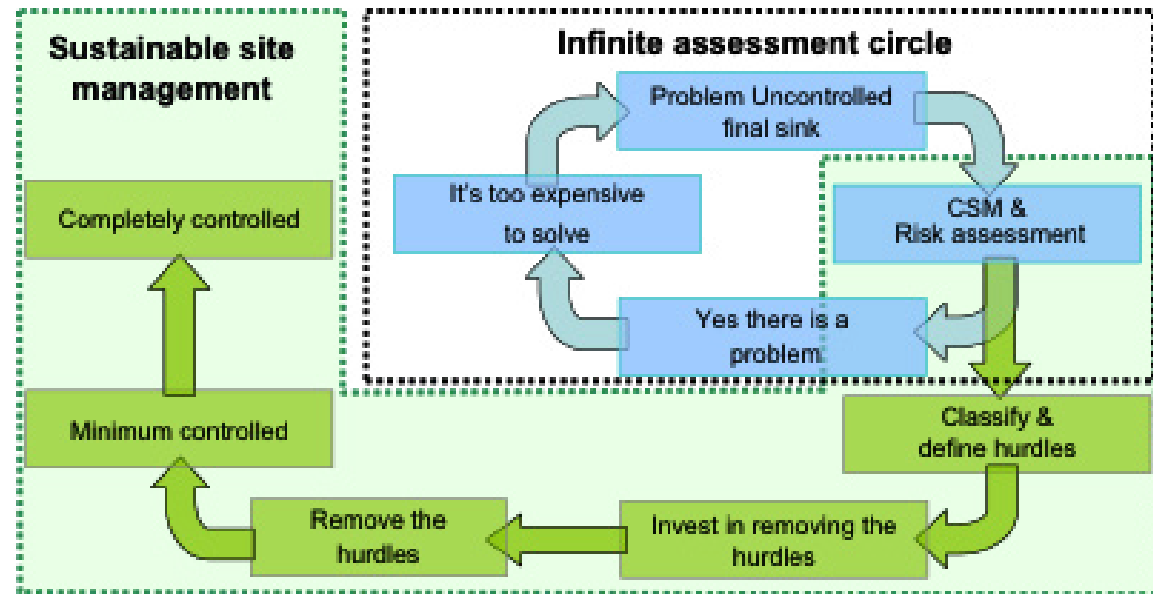 Sustainable site
management
Infinite assessment circle
Problem Uncontrolled
final sink
CSM &
Risk assessment
Yes there is a
problem
It's too expensive
to solve
Classify &
define hurdles
Invest in removing the
hurdles
Remove the
hurdles
Minimum controlled
Completely controlled